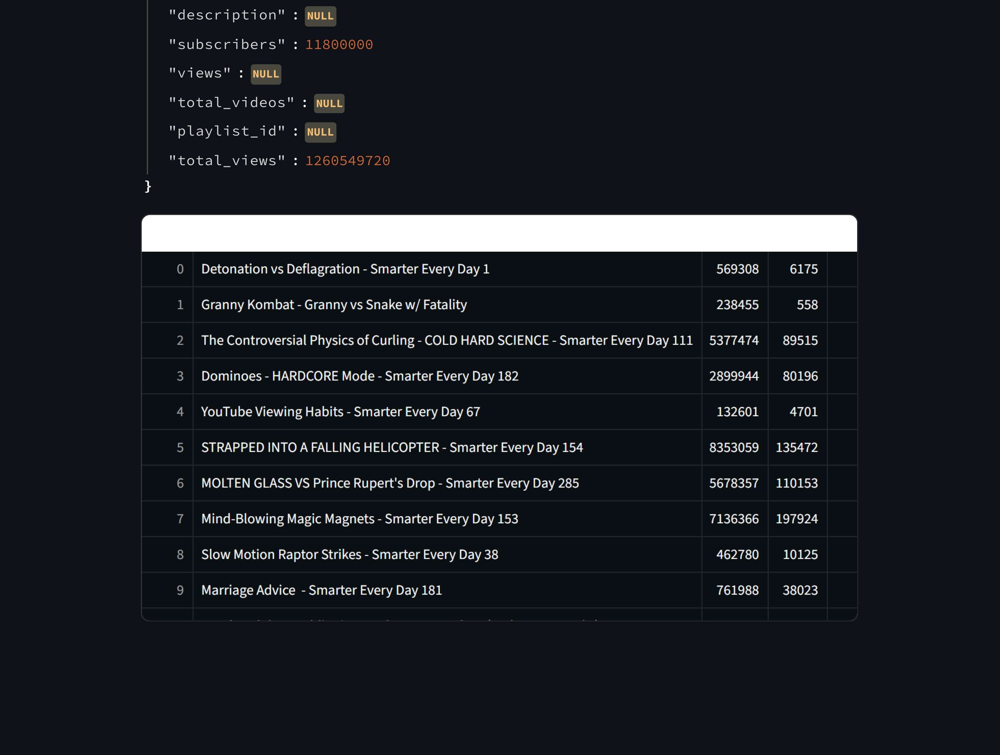 "description" : NULL
"subscribers" : 11800000
"views" : NULL
"total_videos" : NULL
"playlist_id" : NULL
"total_views" : 1260549720
}
0 Detonation vs Deflagration - Smarter Every Day 1 569308 6175
1 Granny Kombat - Granny vs Snake w/ Fatality 238455 558
2 The Controversial Physics of Curling - COLD HARD SCIENCE - Smarter Every Day 111 5377474 89515
3 Dominoes - HARDCORE Mode - Smarter Every Day 182 2899944 80196
4 YouTube Viewing Habits - Smarter Every Day 67 132601 4701
5 STRAPPED INTO A FALLING HELICOPTER - Smarter Every Day 154 8353059 135472
6 MOLTEN GLASS VS Prince Rupert's Drop - Smarter Every Day 285 5678357 110153
7 Mind-Blowing Magic Magnets - Smarter Every Day 153 7136366 197924
8 Slow Motion Raptor Strikes - Smarter Every Day 38 462780 10125
9 Marriage Advice  - Smarter Every Day 181 761988 38023